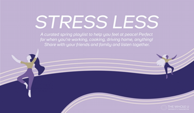 STRESS LESS
A curated spring playlist to help you feel at peace! Perfect
for when you're working, cooking, driving home, anything!
Share with your friends and family and listen together.